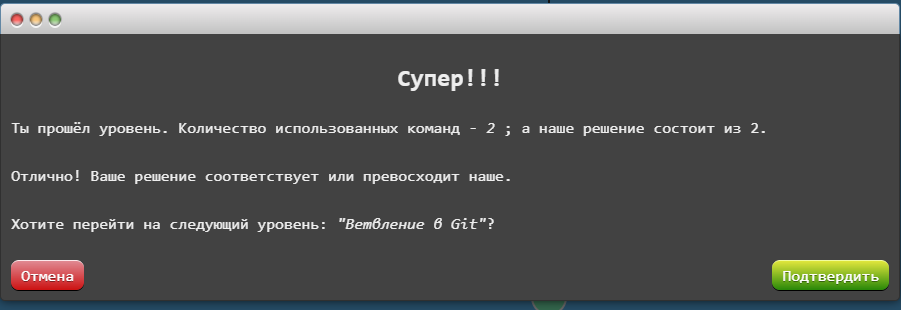 Супер!!!
Ты прошёл уровень. Количество использованных команд - 2 ; а наше решение состоит из 2.
Отлично! Ваше решение соответствует или превосходит наше.
Хотите перейти на следующий уровень: "Ветвление в Git"?
Отмена
Подтвердить